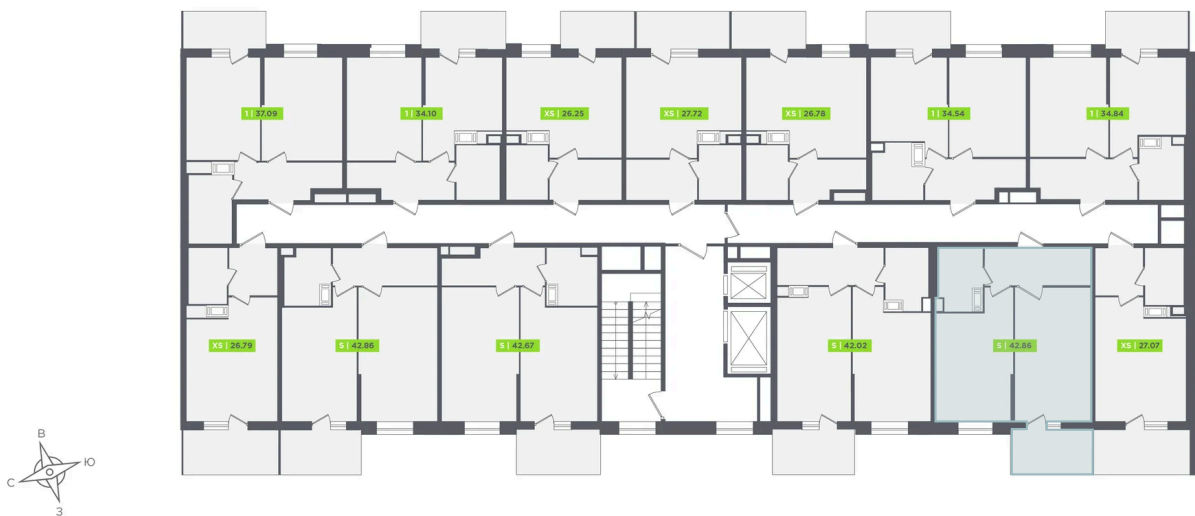 1 | 37.09
1 | 34.10
XS | 26.25
XS | 27.72
XS | 26.78
1 | 34.54
1 | 34.84
XS | 26.79
S | 42.86
S | 42.67
S | 42.02
S | 42.86
XS | 27.07
В
Ю
С
З